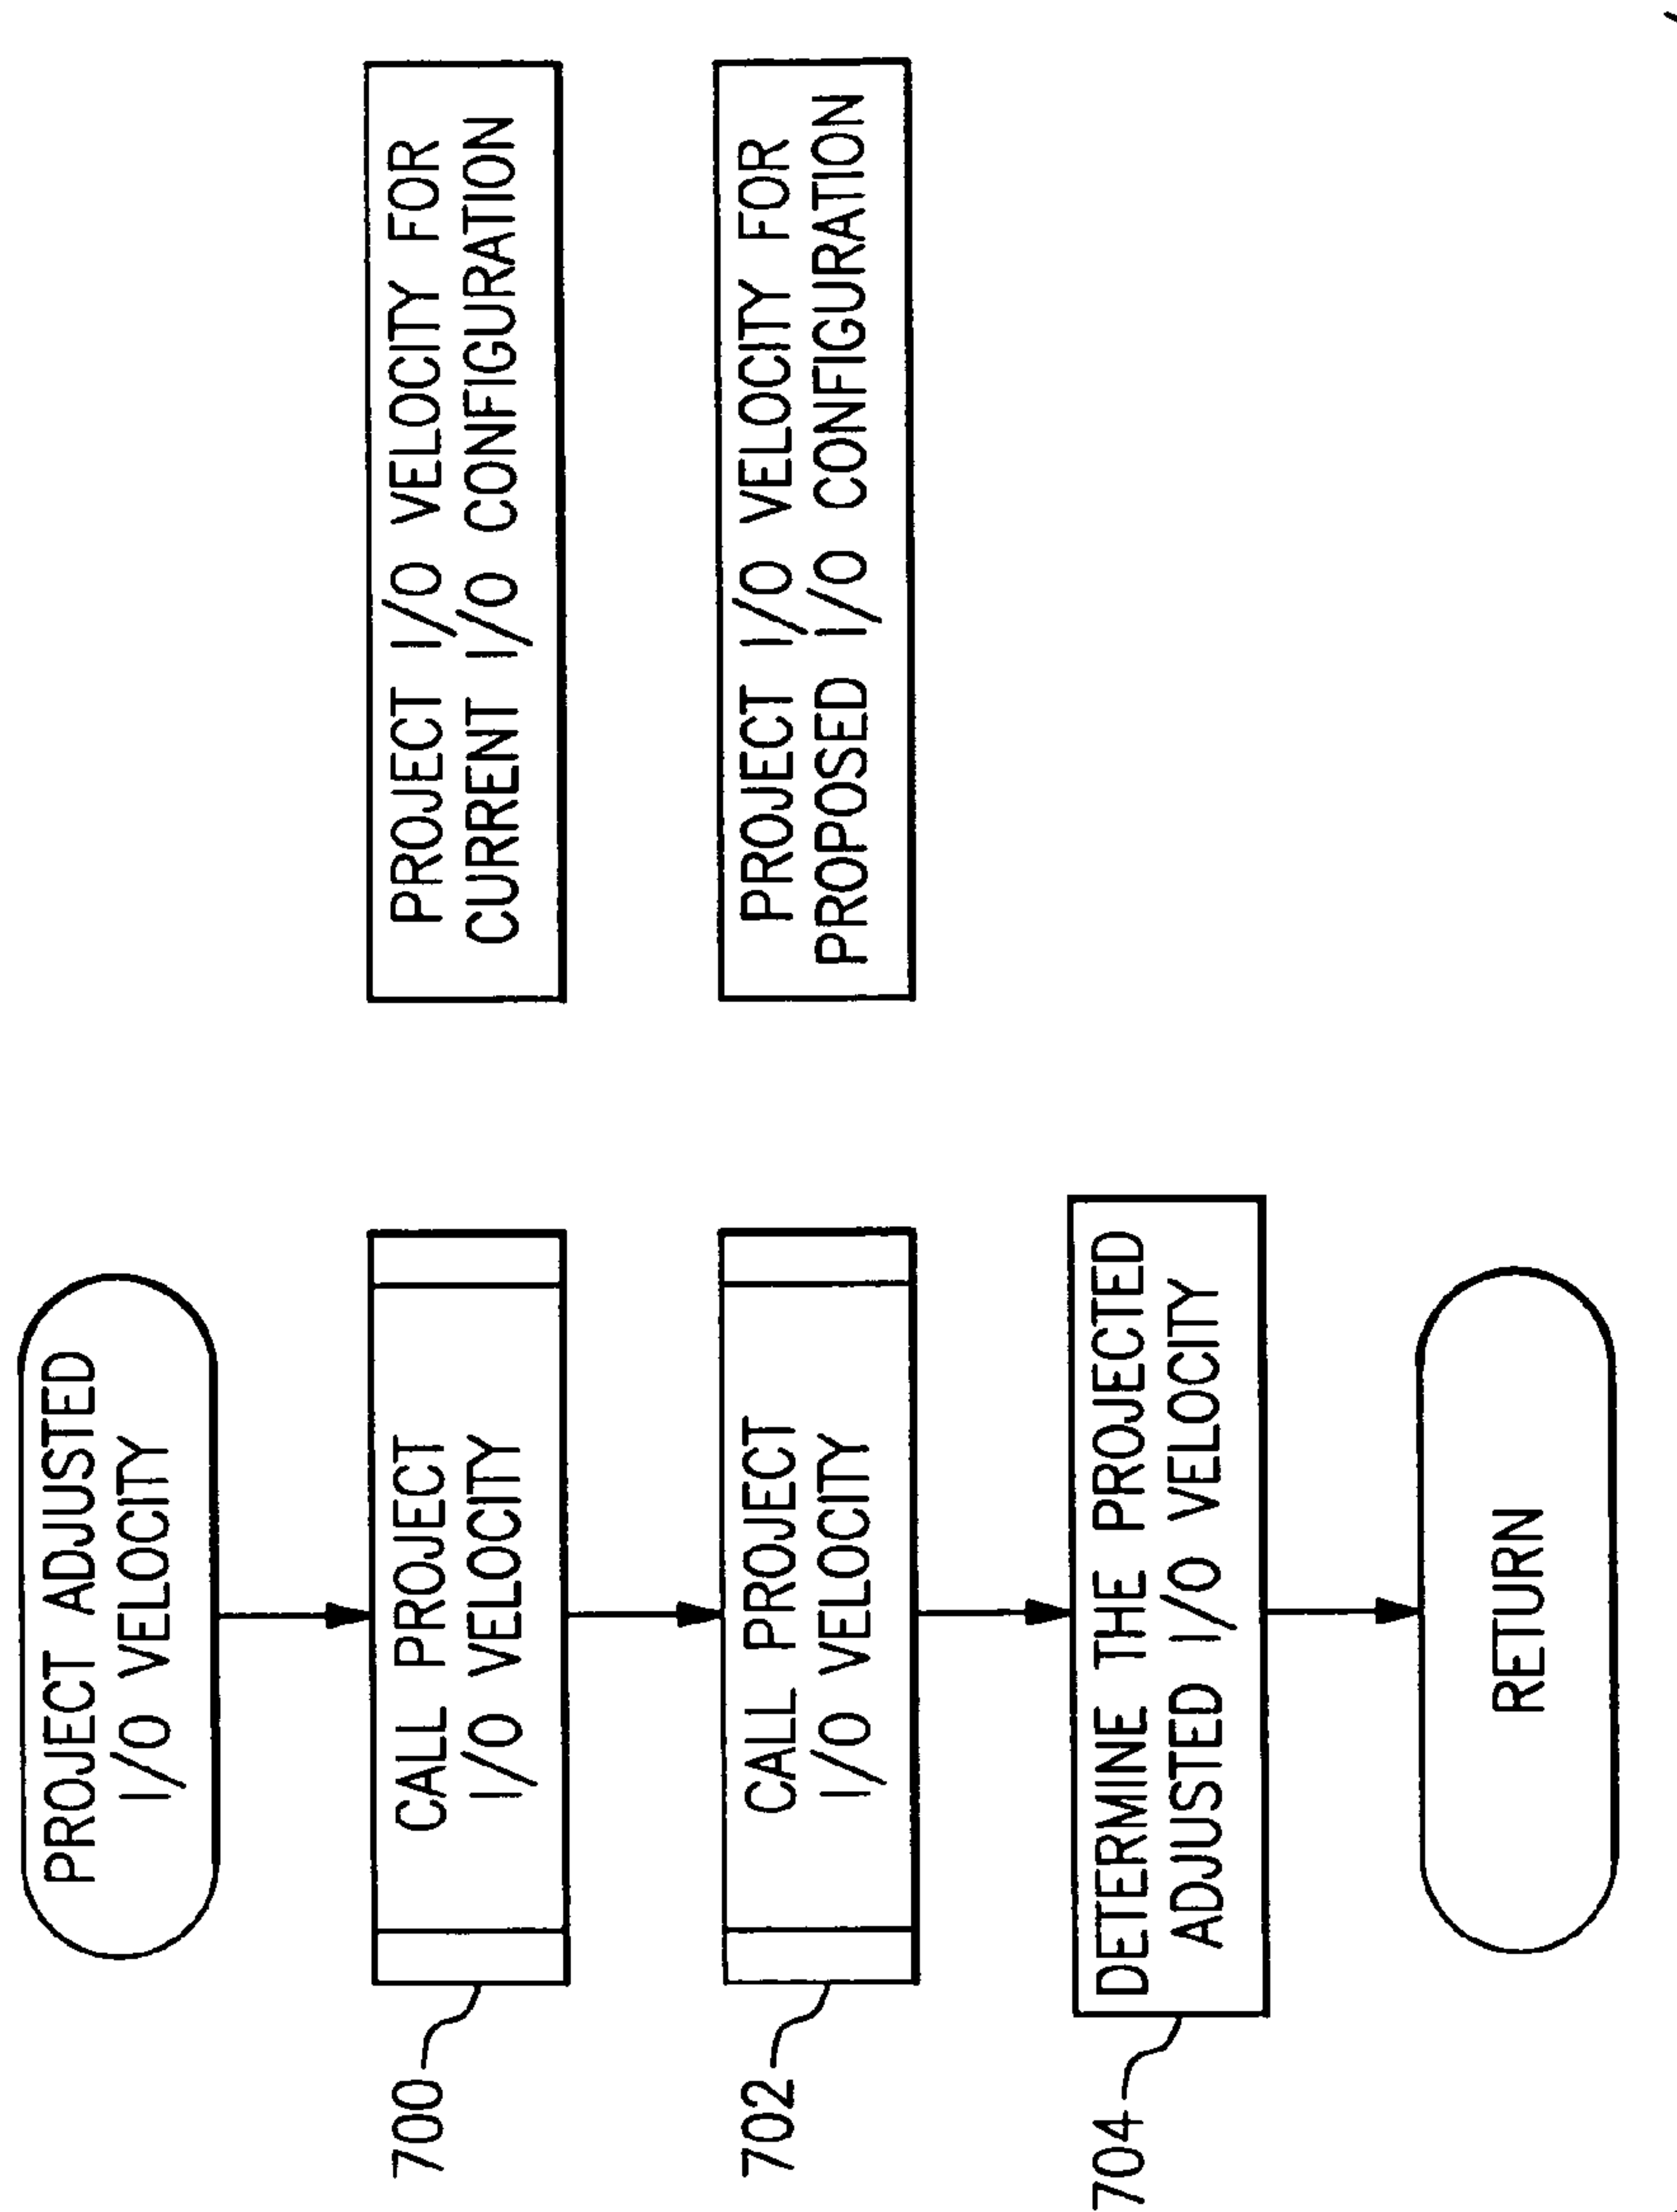 PROJECT ADJUSTED
I/O VELOCITY
700
CALL PROJECT
I/O VELOCITY
PROJECT I/O VELOCITY FOR
CURRENT I/O CONFIGURATION
702
CALL PROJECT
I/O VELOCITY
PROJECT I/O VELOCITY FOR
PROPOSED I/O CONFIGURATION
704
DETERMINE THE PROJECTED
ADJUSTED I/O VELOCITY
RETURN